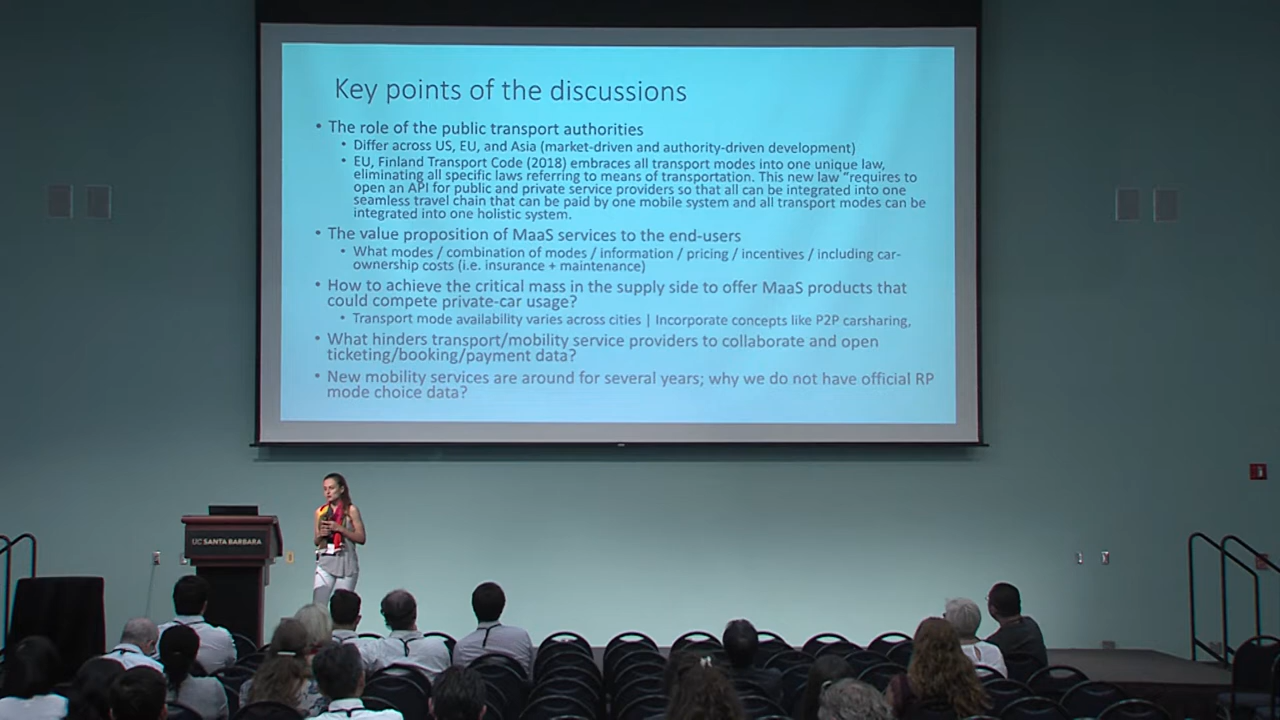 Key points of the discussions
• The role of the public transport authorities
• Differ across US, EU, and Asia (market-driven and authority-driven development)
• EU, Finland Transport Code (2018) embraces all transport modes into one unique law,
eliminating all specific laws referring to means of transportation. This new law "requires to
open an API for public and private service providers so that all can be integrated into one
seamless travel chain that can be paid by one mobile system and all transport modes can be
integrated into one holistic system.
• The value proposition of MaaS services to the end-users
• What modes / combination of modes / information / pricing / incentives / including car-
ownership costs (i.e. insurance + maintenance)
• How to achieve the critical mass in the supply side to offer MaaS products that
could compete private-car usage?
• Transport mode availability varies across cities | Incorporate concepts like P2P carsharing,
• What hinders transport/mobility service providers to collaborate and open
ticketing/booking/payment data?
• New mobility services are around for several years; why we do not have official RP
mode choice data?
UC SANTA BARBARA